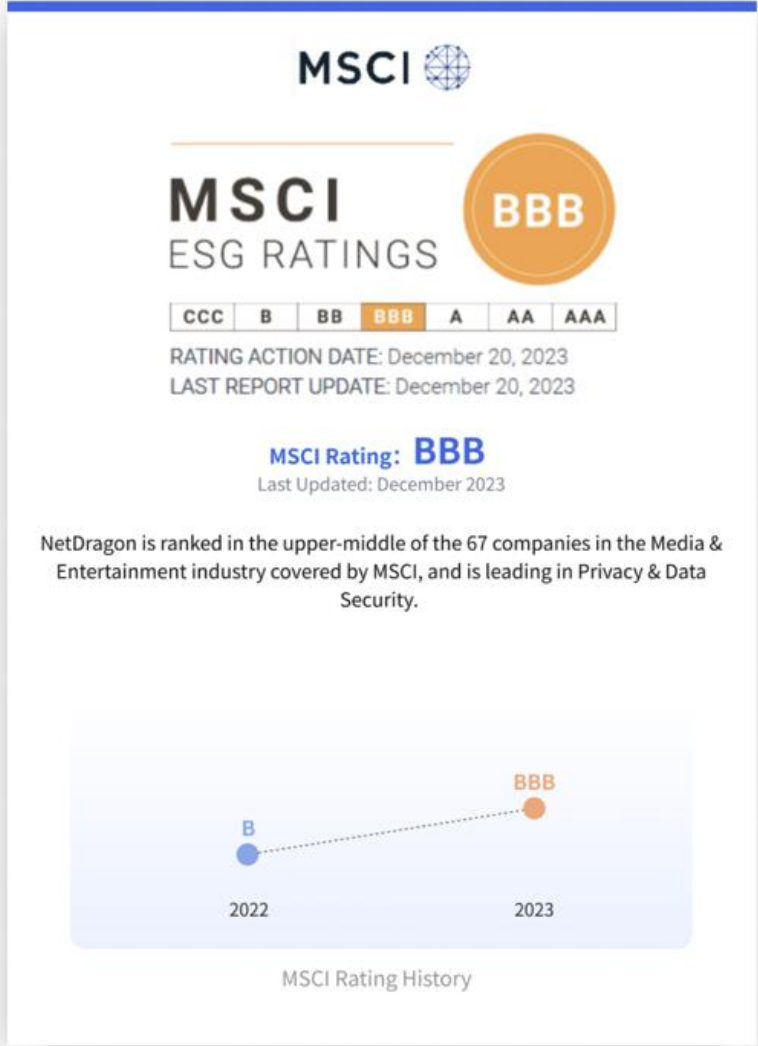 MSCI
MSCI
ESG RATINGS
BBB
CCC B BB BBB A AA AAA
RATING ACTION DATE: December 20, 2023
LAST REPORT UPDATE: December 20, 2023
MSCI Rating: BBB
Last Updated: December 2023
NetDragon is ranked in the upper-middle of the 67 companies in the Media &
Entertainment industry covered by MSCI, and is leading in Privacy & Data
Security.
BBB
B
2022 2023
MSCI Rating History